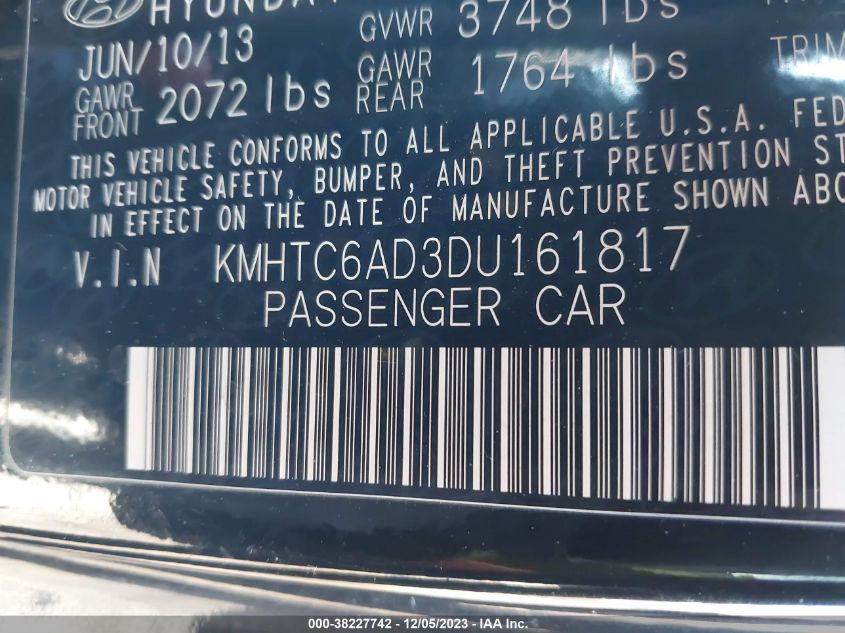 HYUNDAI
JUN/10/13 GVWR 3748 lbs
GAWR FRONT 2072 lbs GAWR REAR 1764 lbs TRIM
THIS VEHICLE CONFORMS TO ALL APPLICABLE U.S.A. FED
MOTOR VEHICLE SAFETY, BUMPER, AND THEFT PREVENTION ST
IN EFFECT ON THE DATE OF MANUFACTURE SHOWN ABO
V.I.N KMHTC6AD3DU161817
PASSENGER CAR
000-38227742 - 12/05/2023 - IAA Inc.